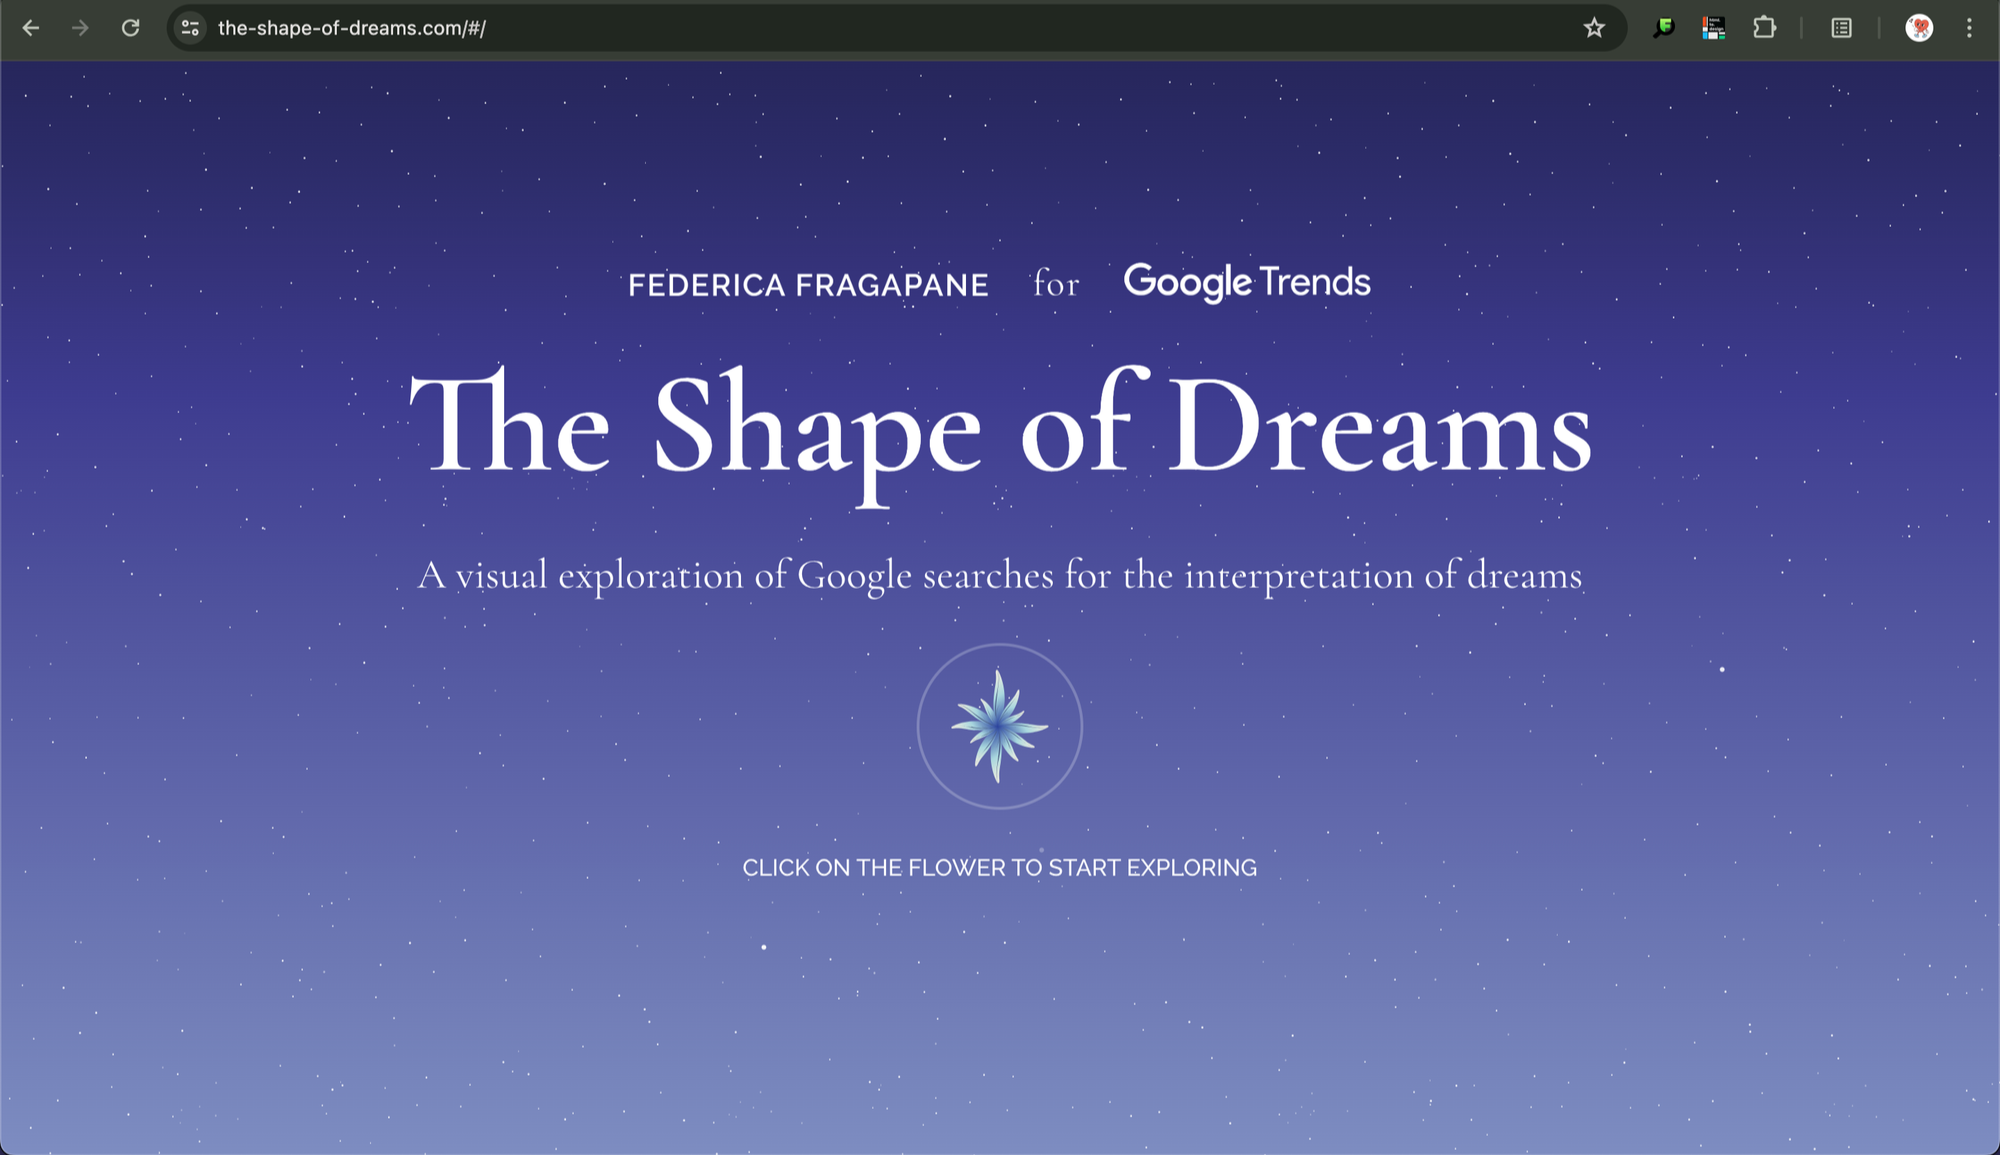 the-shape-of-dreams.com/#/
FEDERICA FRAGAPANE for Google Trends
The Shape of Dreams
A visual exploration of Google searches for the interpretation of dreams
CLICK ON THE FLOWER TO START EXPLORING